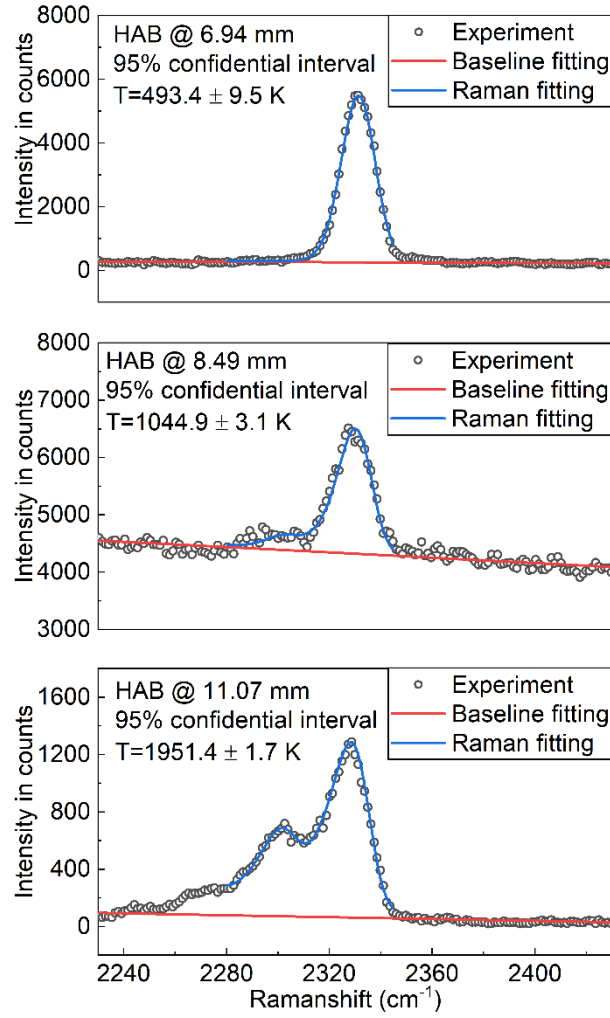 HAB @ 6.94 mm
95% confidential interval
T=493.4 ± 9.5 K
Experiment
Baseline fitting
Raman fitting
Intensity in counts
8000
6000
4000
2000
0
HAB @ 8.49 mm
95% confidential interval
T=1044.9 ± 3.1 K
Experiment
Baseline fitting
Raman fitting
Intensity in counts
8000
7000
6000
5000
4000
3000
HAB @ 11.07 mm
95% confidential interval
T=1951.4 ± 1.7 K
Experiment
Baseline fitting
Raman fitting
Intensity in counts
1600
1200
800
400
0
2240 2280 2320 2360 2400
Ramanshift (cm⁻¹)